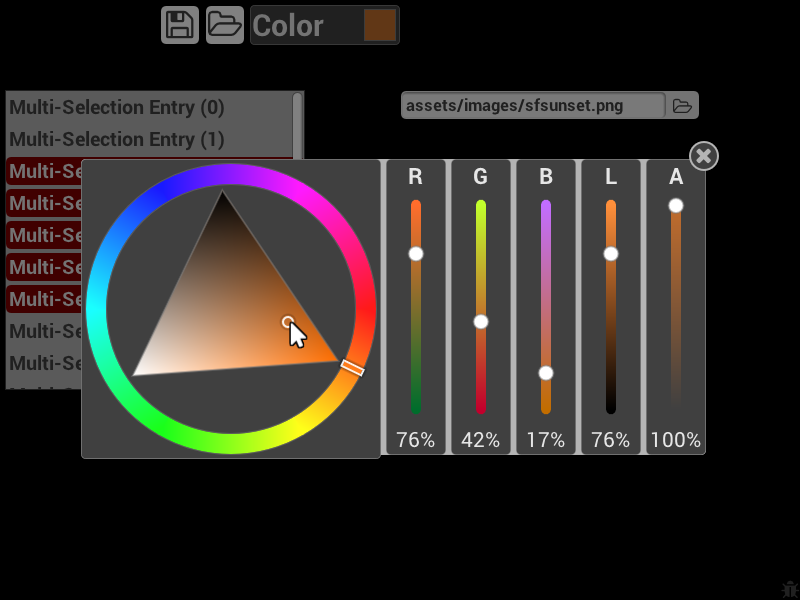 Color
Multi-Selection Entry (0)
Multi-Selection Entry (1)
assets/images/sfsunset.png
Multi-Se
Multi-Se
Multi-Se
Multi-Se
Multi-Se
Multi-Se
Multi-Se
R G B L A
76% 42% 17% 76% 100%